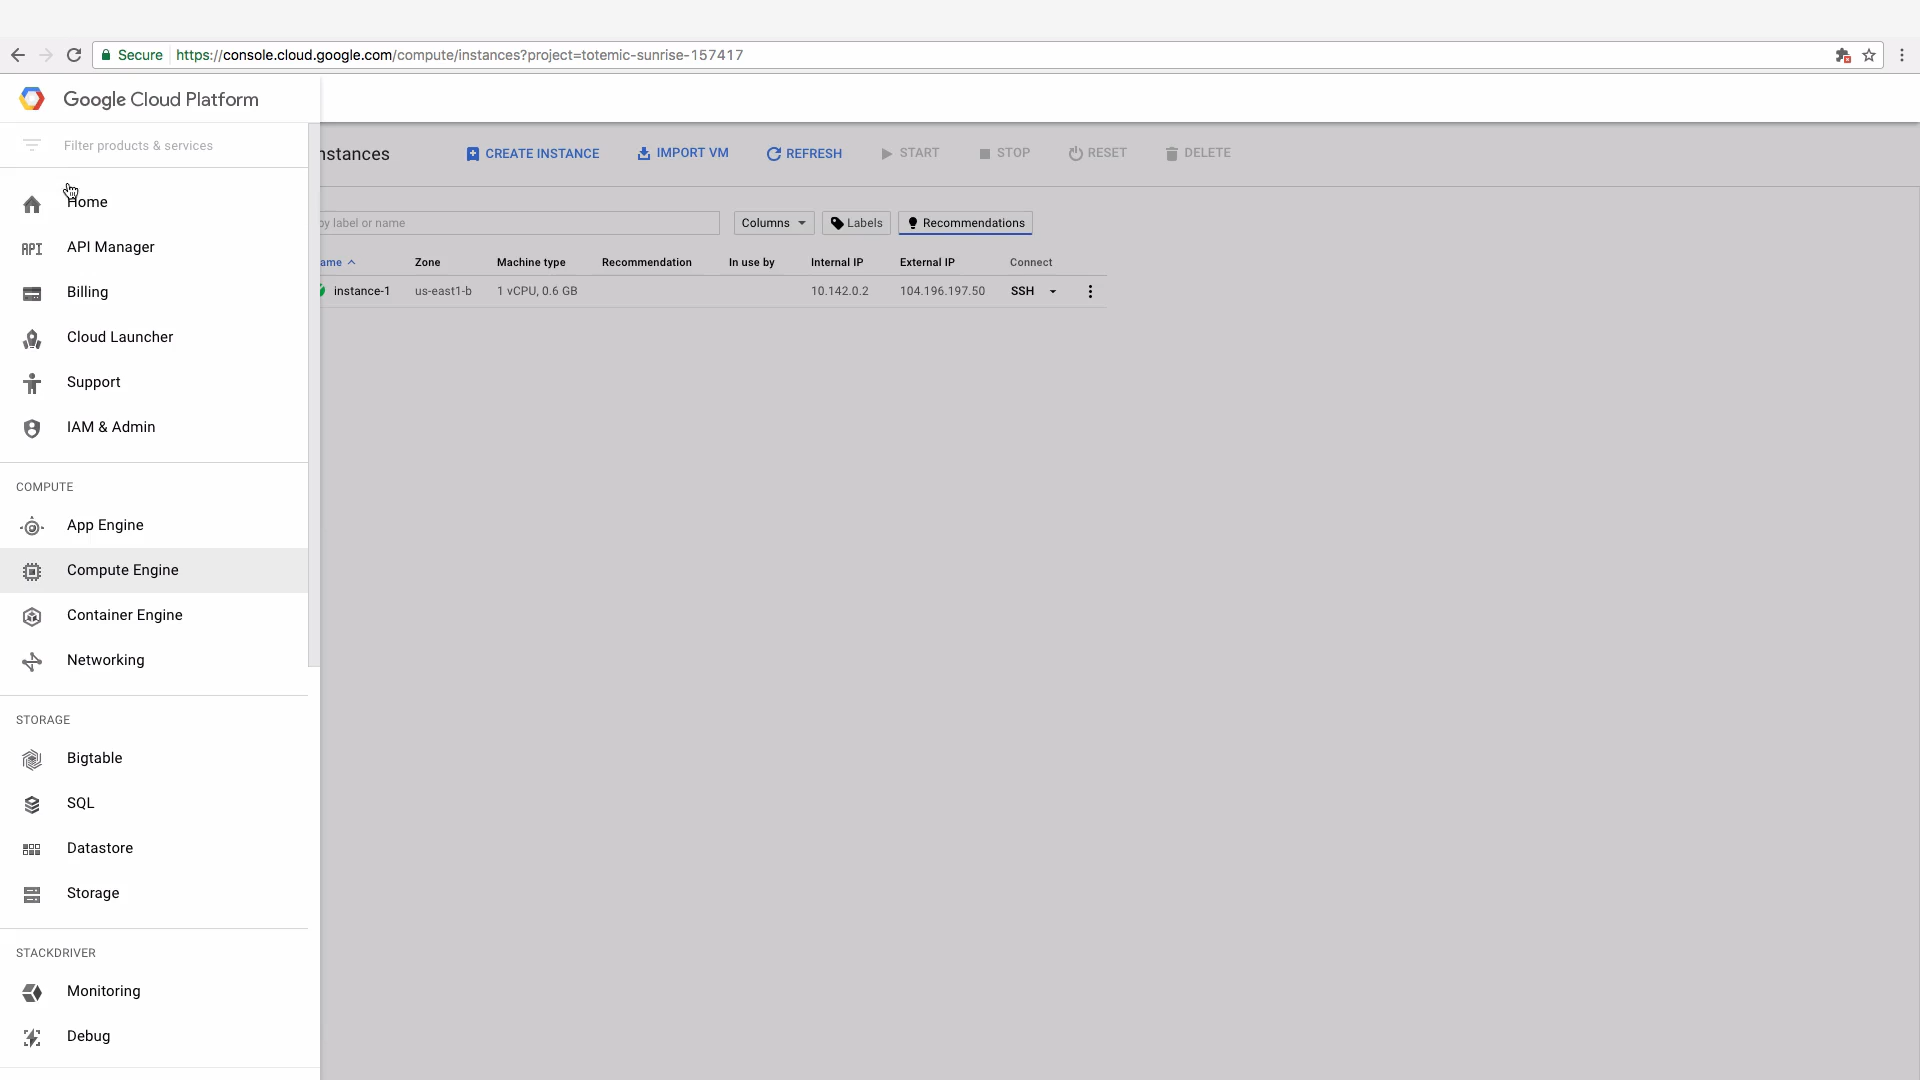 Secure https://console.cloud.google.com/compute/instances?project=totemic-sunrise-157417
Google Cloud Platform
Filter products & services
Home
API API Manager
Billing
Cloud Launcher
Support
IAM & Admin
COMPUTE
App Engine
Compute Engine
Container Engine
Networking
STORAGE
Bigtable
SQL
Datastore
Storage
STACKDRIVER
Monitoring
Debug
nstances CREATE INSTANCE IMPORT VM REFRESH START STOP RESET DELETE
by label or name Columns Labels Recommendations
ame Zone Machine type Recommendation In use by Internal IP External IP Connect
instance-1 us-east1-b 1 vCPU, 0.6 GB 10.142.0.2 104.196.197.50 SSH